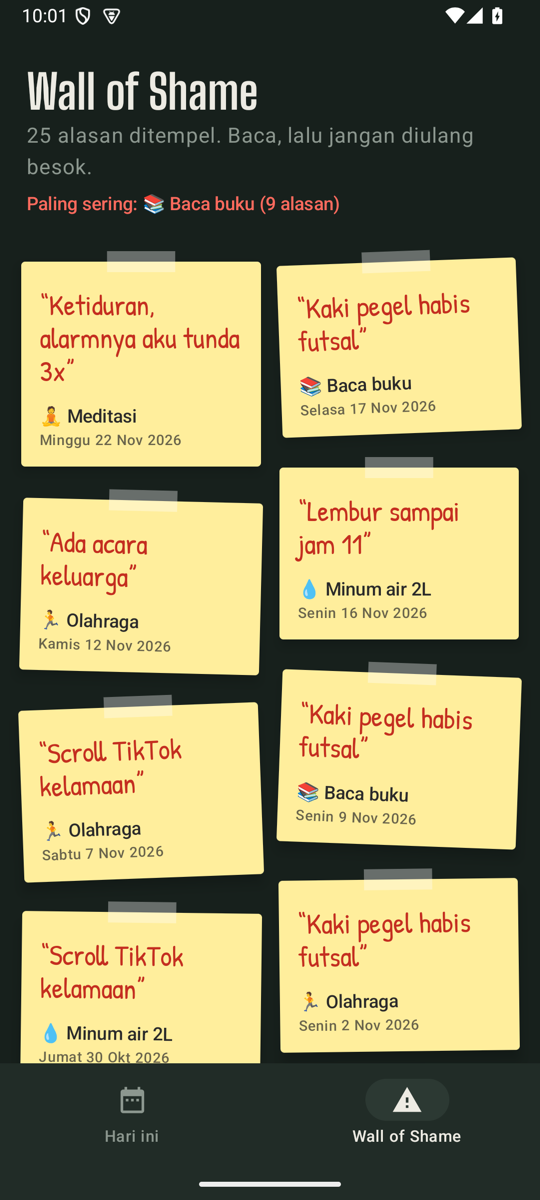 10:01
Wall of Shame
25 alasan ditempel. Baca, lalu jangan diulang
besok.
Paling sering: 📚 Baca buku (9 alasan)
“Ketiduran,
alarmnya aku tunda
3x”
🧘 Meditasi
Minggu 22 Nov 2026
“Kaki pegel habis
futsal”
📚 Baca buku
Selasa 17 Nov 2026
“Ada acara
keluarga”
🏃 Olahraga
Kamis 12 Nov 2026
“Lembur sampai
jam 11”
💧 Minum air 2L
Senin 16 Nov 2026
“Scroll TikTok
kelamaan”
🏃 Olahraga
Sabtu 7 Nov 2026
“Kaki pegel habis
futsal”
📚 Baca buku
Senin 9 Nov 2026
“Scroll TikTok
kelamaan”
💧 Minum air 2L
Jumat 30 Okt 2026
“Kaki pegel habis
futsal”
🏃 Olahraga
Senin 2 Nov 2026
Hari ini
Wall of Shame